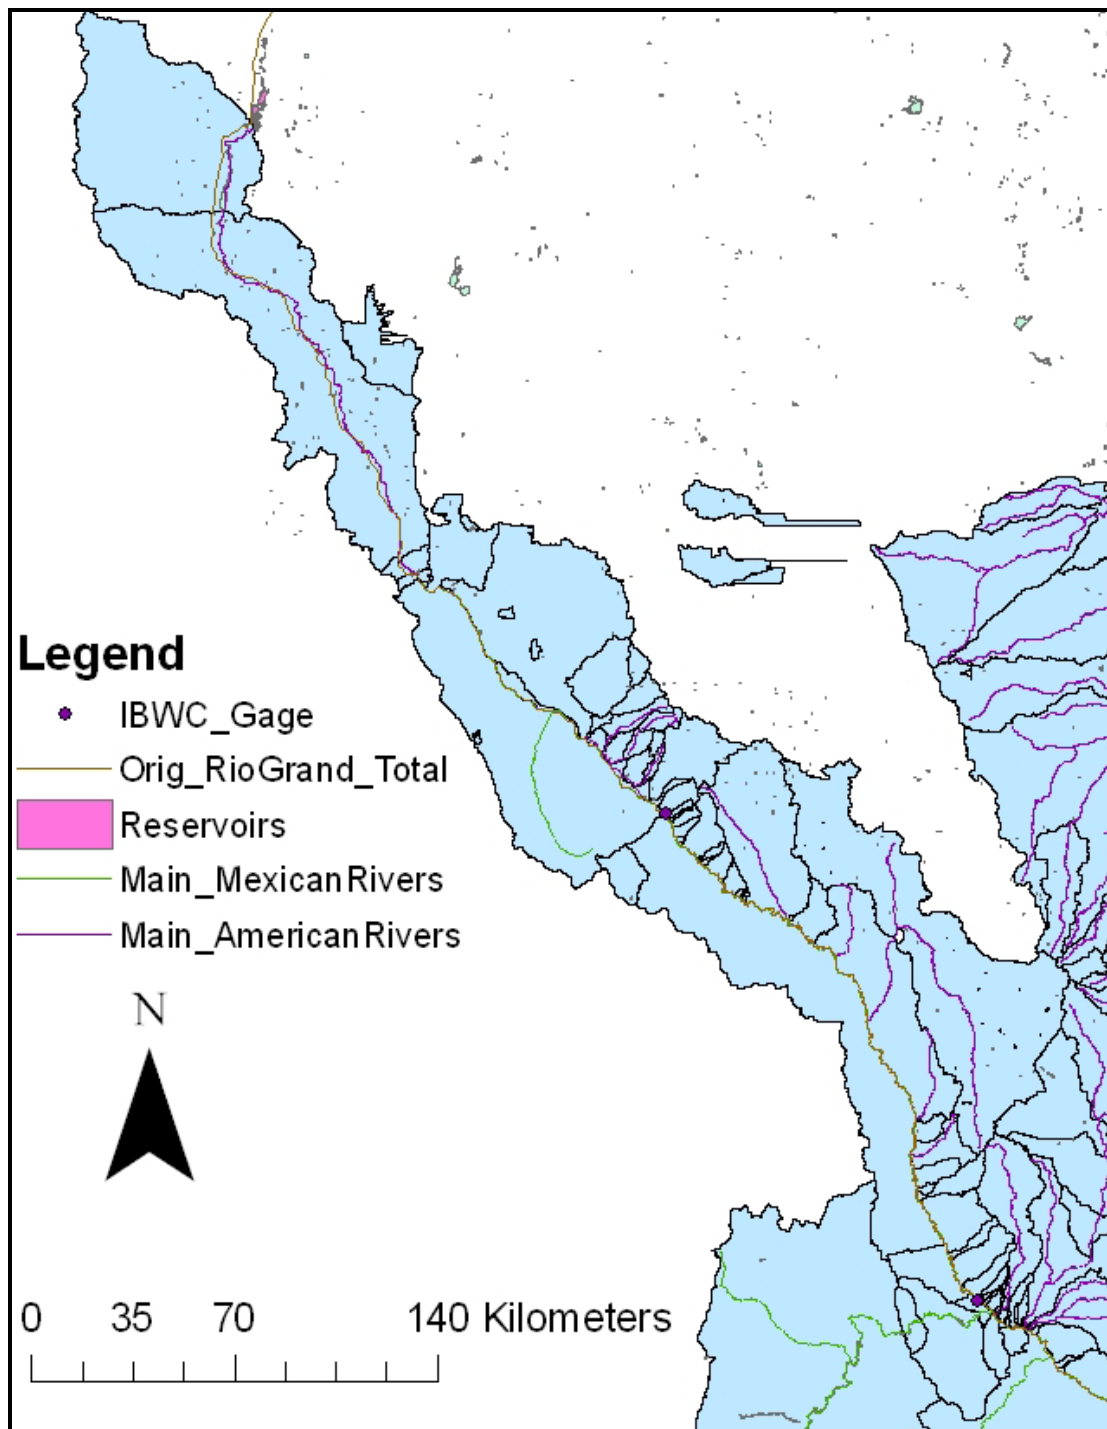 Legend
IBWC_Gage
Orig_RioGrand_Total
Reservoirs
Main_MexicanRivers
Main_AmericanRivers
N
0 35 70 140 Kilometers